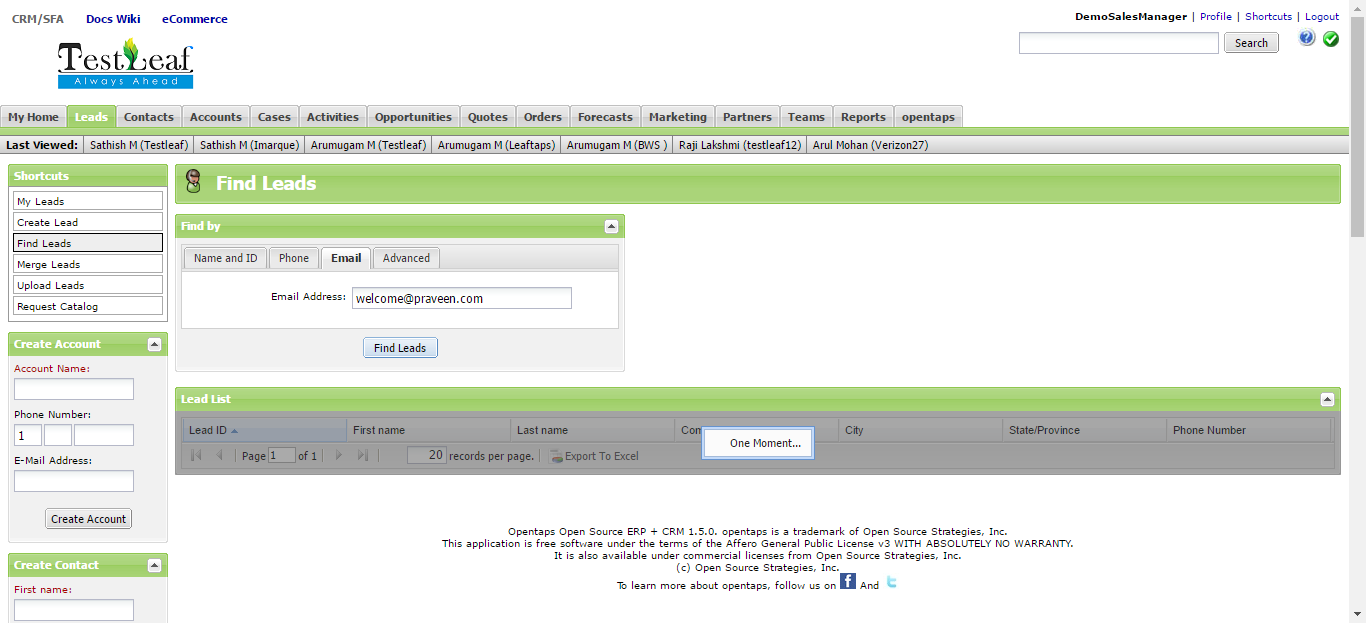 CRM/SFA Docs Wiki eCommerce
DemoSalesManager | Profile | Shortcuts | Logout
TestLeaf
Always Ahead
Search
My Home Leads Contacts Accounts Cases Activities Opportunities Quotes Orders Forecasts Marketing Partners Teams Reports opentaps
Last Viewed: Sathish M (Testleaf) Sathish M (Imarque) Arumugam M (Testleaf) Arumugam M (Leaftaps) Arumugam M (BWS ) Raji Lakshmi (testleaf12) Arul Mohan (Verizon27)
Shortcuts
My Leads
Create Lead
Find Leads
Merge Leads
Upload Leads
Request Catalog
Create Account
Account Name:
Phone Number:
1
E-Mail Address:
Create Account
Create Contact
First name:
Find Leads
Find by
Name and ID Phone Email Advanced
Email Address: welcome@praveen.com
Find Leads
Lead List
Lead ID First name Last name Com City State/Province Phone Number
One Moment...
Page 1 of 1 20 records per page. Export To Excel
Opentaps Open Source ERP + CRM 1.5.0. opentaps is a trademark of Open Source Strategies, Inc.
This application is free software under the terms of the Affero General Public License v3 WITH ABSOLUTELY NO WARRANTY.
It is also available under commercial licenses from Open Source Strategies, Inc.
(c) Open Source Strategies, Inc.
To learn more about opentaps, follow us on f And t